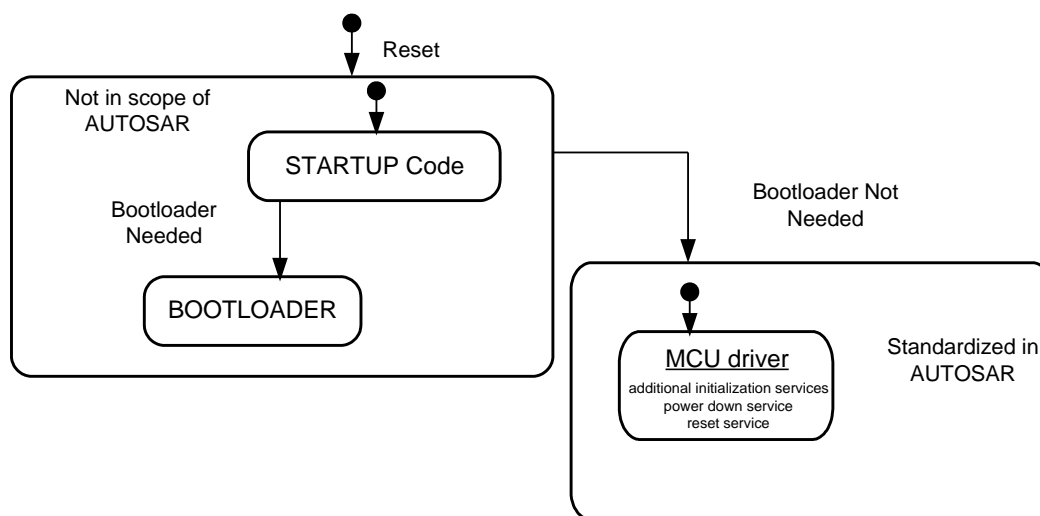 Reset
Not in scope of
AUTOSAR
STARTUP Code
Bootloader
Needed
BOOTLOADER
Bootloader Not
Needed
MCU driver
additional initialization services
power down service
reset service
Standardized in
AUTOSAR